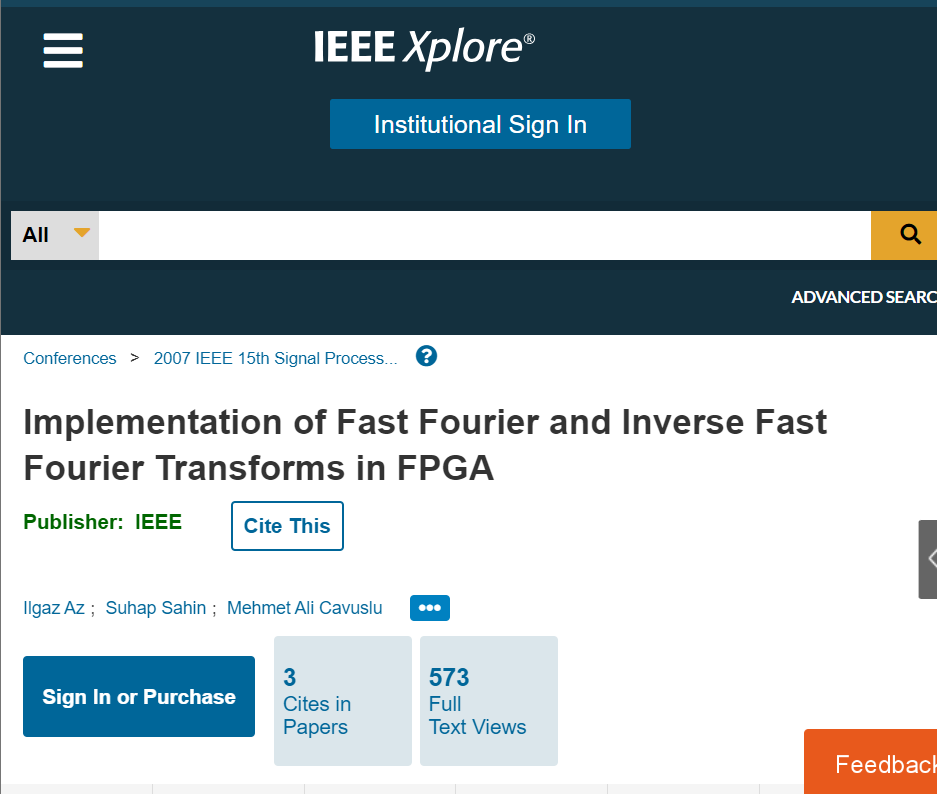 IEEE Xplore®
Institutional Sign In
All
ADVANCED SEARC
Conferences > 2007 IEEE 15th Signal Process... ?
Implementation of Fast Fourier and Inverse Fast
Fourier Transforms in FPGA
Publisher: IEEE
Cite This
Ilgaz Az ; Suhap Sahin ; Mehmet Ali Cavuslu •••
Sign In or Purchase
3
Cites in
Papers
573
Full
Text Views
Feedback